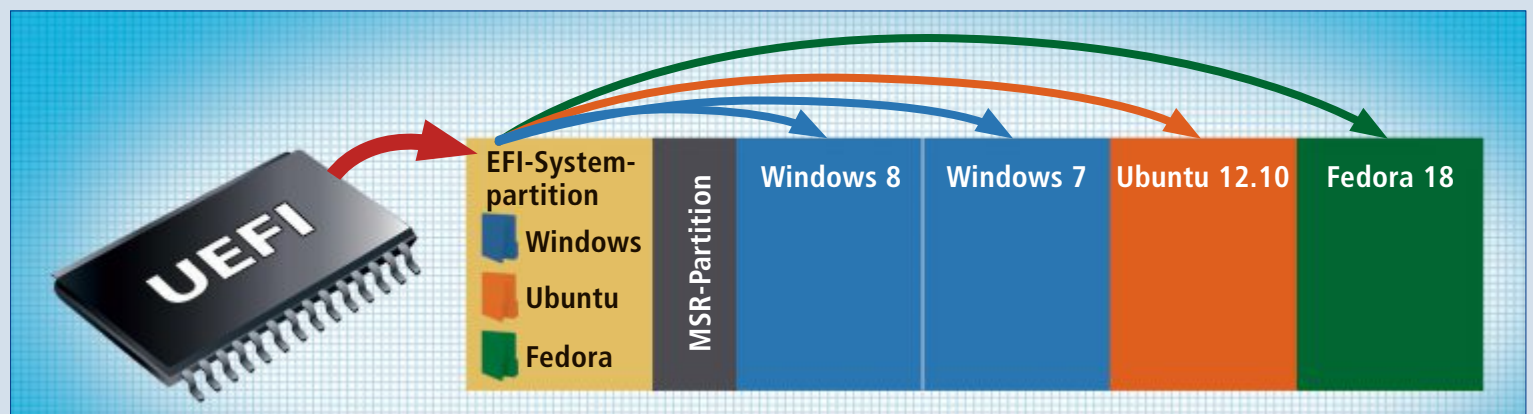 UEFI
EFI-System-
partition
Windows
Ubuntu
Fedora
MSR-Partition
Windows 8
Windows 7
Ubuntu 12.10
Fedora 18